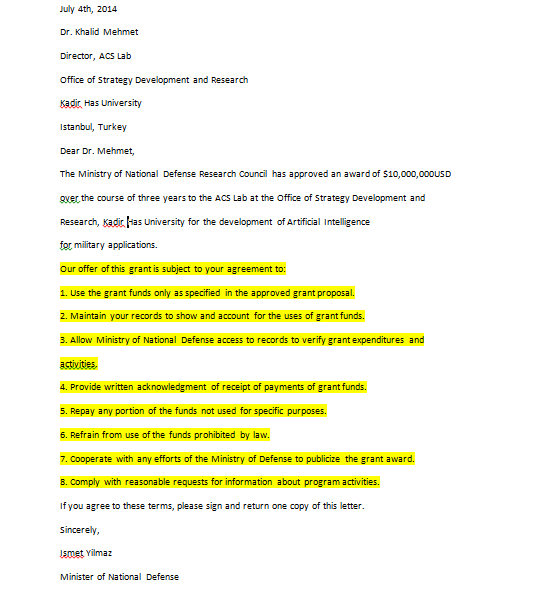 July 4th, 2014
Dr. Khalid Mehmet
Director, ACS Lab
Office of Strategy Development and Research
Kadir Has University
Istanbul, Turkey
Dear Dr. Mehmet,
The Ministry of National Defense Research Council has approved an award of $10,000,000USD
over the course of three years to the ACS Lab at the Office of Strategy Development and
Research, Kadir Has University for the development of Artificial Intelligence
for military applications.
Our offer of this grant is subject to your agreement to:
1. Use the grant funds only as specified in the approved grant proposal.
2. Maintain your records to show and account for the uses of grant funds.
3. Allow Ministry of National Defense access to records to verify grant expenditures and
activities.
4. Provide written acknowledgment of receipt of payments of grant funds.
5. Repay any portion of the funds not used for specific purposes.
6. Refrain from use of the funds prohibited by law.
7. Cooperate with any efforts of the Ministry of Defense to publicize the grant award.
8. Comply with reasonable requests for information about program activities.
If you agree to these terms, please sign and return one copy of this letter.
Sincerely,
Ismet Yilmaz
Minister of National Defense